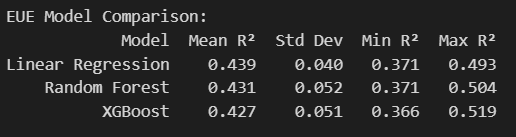 EUE Model Comparison:
Model Mean R² Std Dev Min R² Max R²
Linear Regression 0.439 0.040 0.371 0.493
Random Forest 0.431 0.052 0.371 0.504
XGBoost 0.427 0.051 0.366 0.519